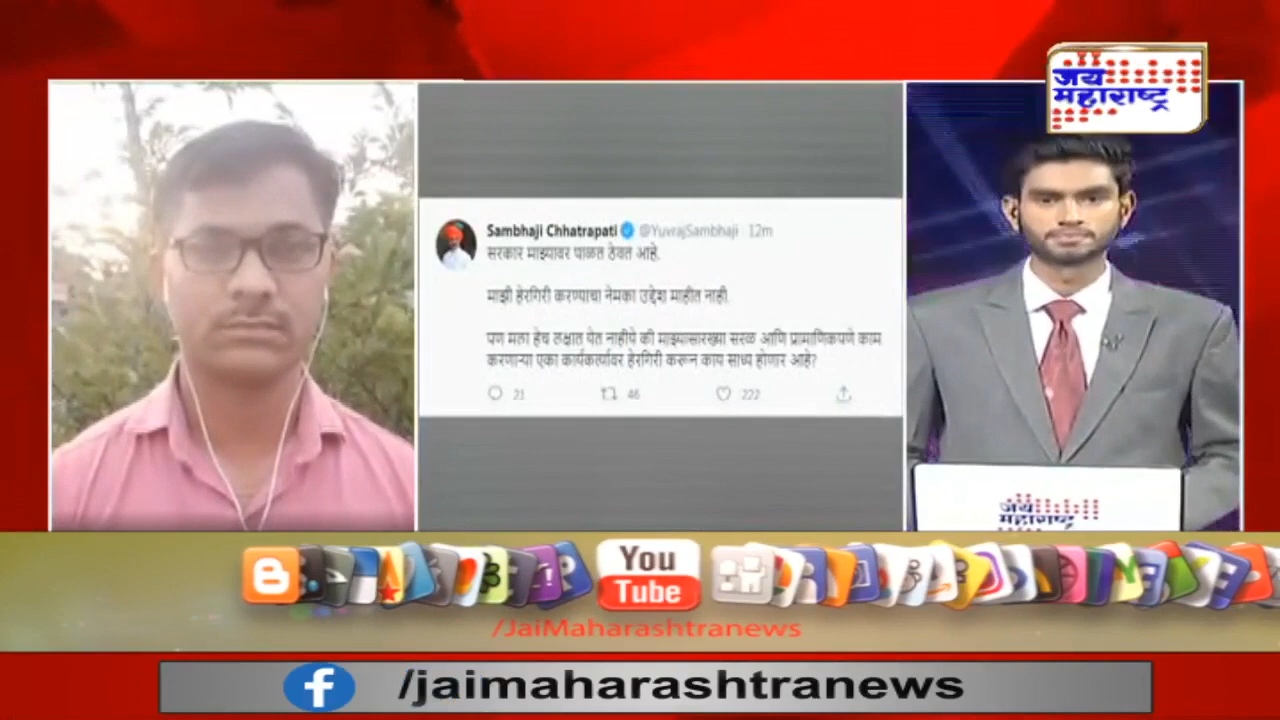 जय
महाराष्ट्र
Sambhaji Chhatrapati @YuvrajSambhaji · 12m
सरकार माझ्यावर पाळत ठेवत आहे.
माझी हेरगिरी करण्याचा नेमका उद्देश माहीत नाही.
पण मला हेच लक्षात येत नाहीये की माझ्यासारख्या सरळ आणि प्रामाणिकपणे काम
करणाऱ्या एका कार्यकर्त्यावर हेरगिरी करून काय साध्य होणार आहे?
21 46 222
जय
महाराष्ट्र
You
Tube
/JaiMaharashtranews
f /jaimaharashtranews